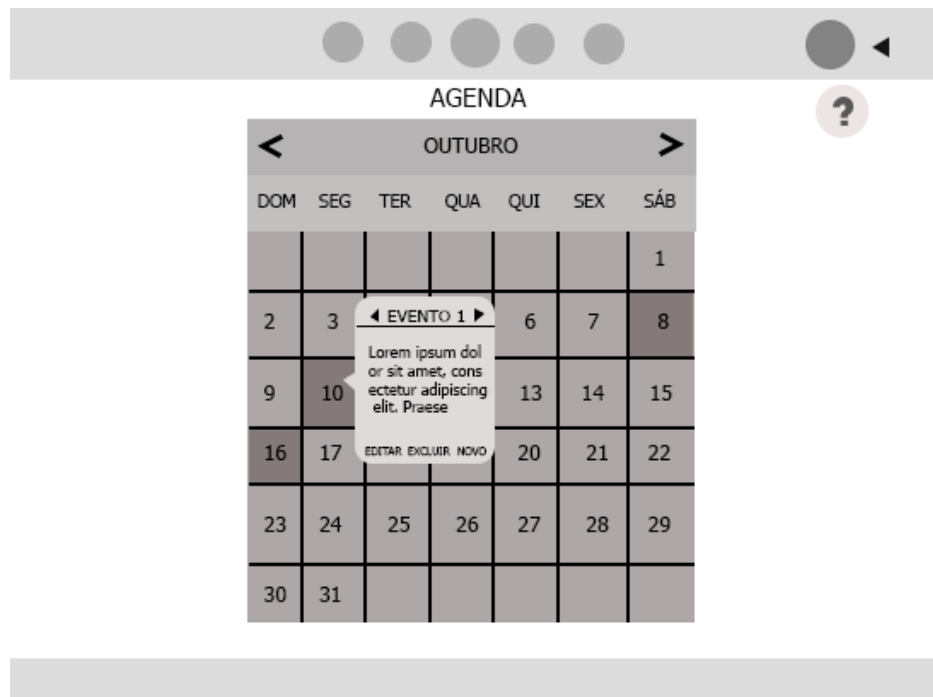 AGENDA
?
< OUTUBRO >
DOM SEG TER QUA QUI SEX SÁB
1
2 3 6 7 8
EVENTO 1
Lorem ipsum dol
or sit amet, cons
ectetur adipiscing
elit. Praese
EDITAR EXCLUIR NOVO
9 10 13 14 15
16 17 20 21 22
23 24 25 26 27 28 29
30 31